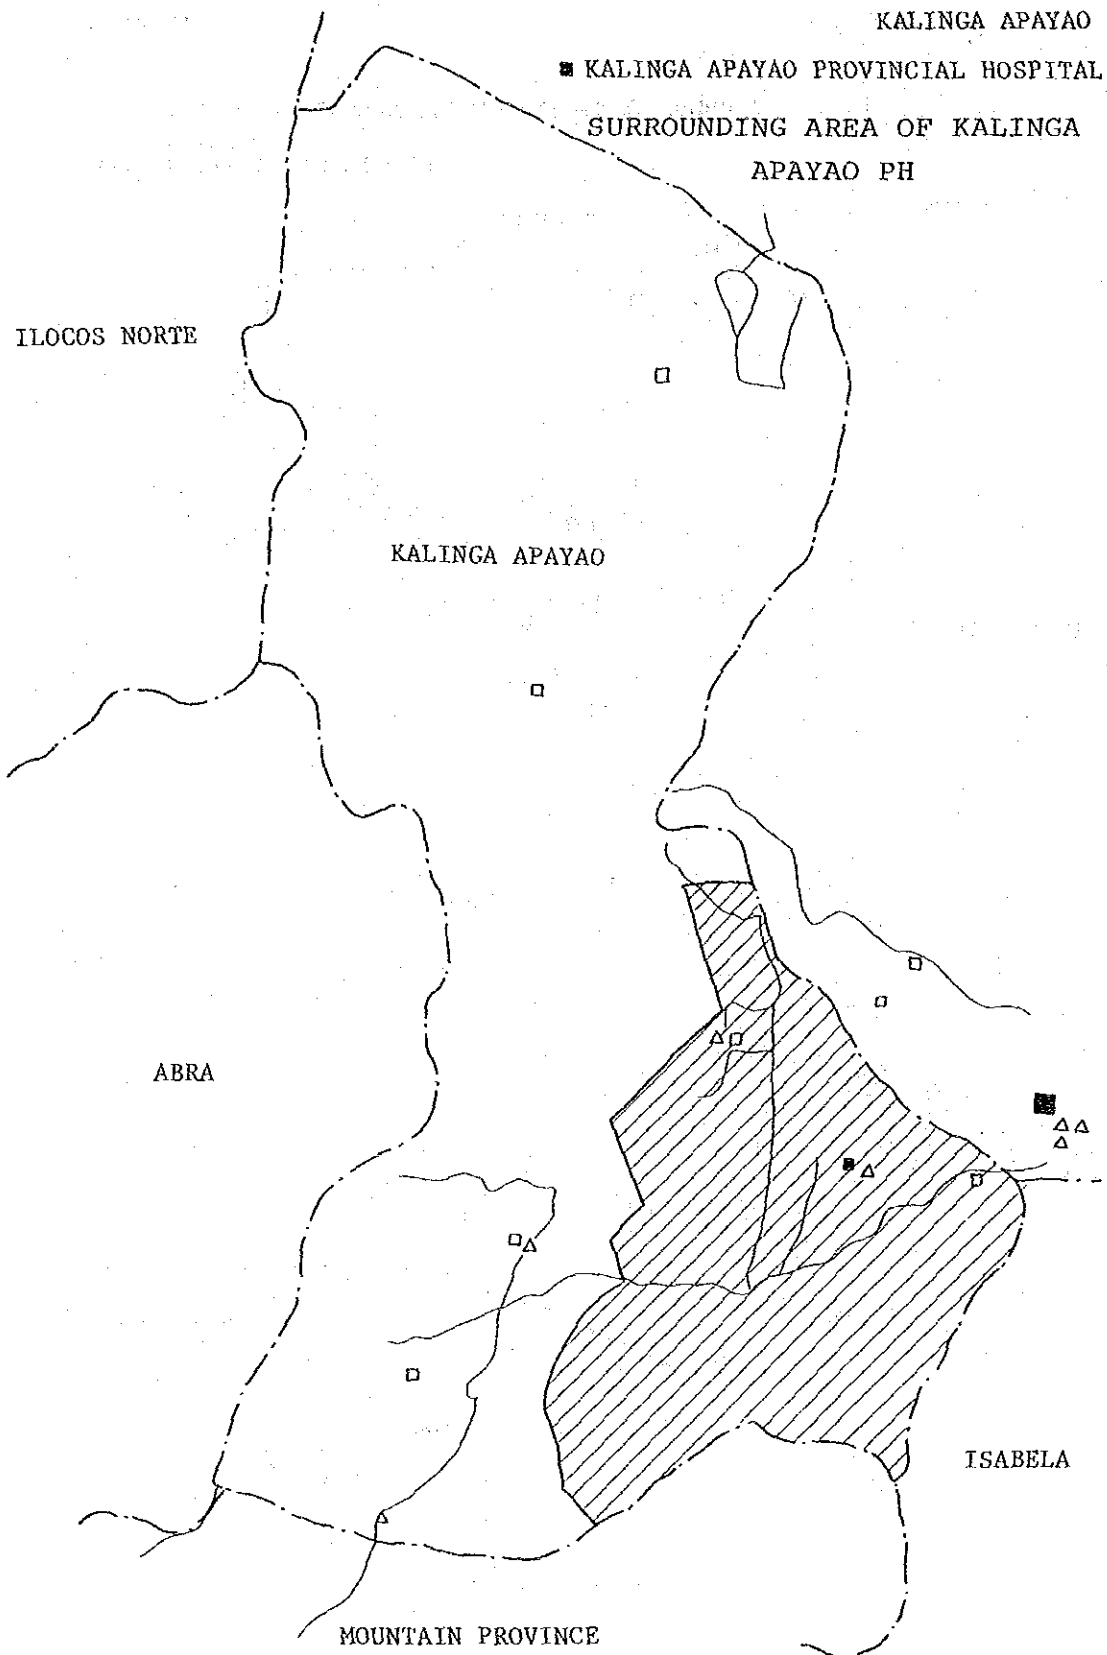 KALINGA APAYAO
KALINGA APAYAO PROVINCIAL HOSPITAL
SURROUNDING AREA OF KALINGA
APAYAO PH
ILOCOS NORTE
KALINGA APAYAO
ABRA
ISABELA
MOUNTAIN PROVINCE